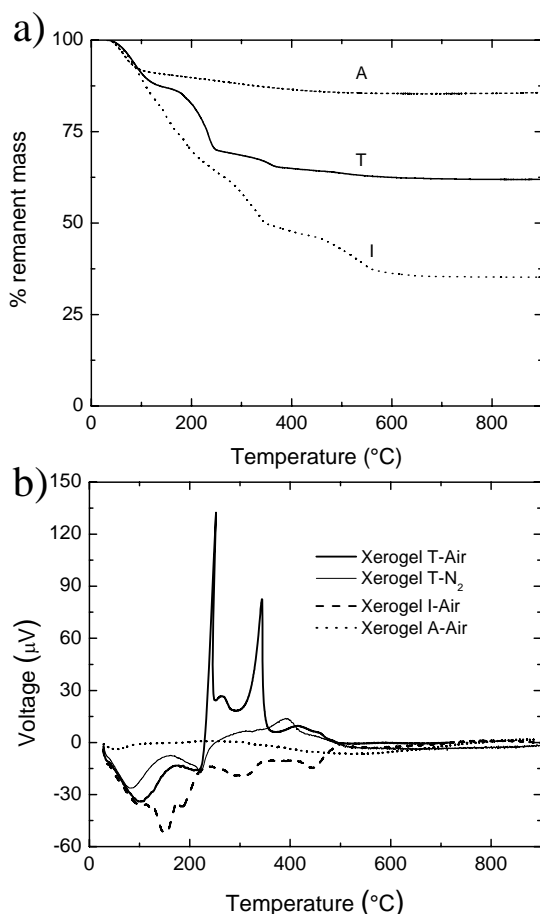 a)
100
75
50
25
0
% remanent mass
A
T
I
0 200 400 600 800
Temperature (°C)
b)
150
120
90
60
30
0
-30
-60
Voltage (μV)
Xerogel T-Air
Xerogel T-N2
Xerogel I-Air
Xerogel A-Air
0 200 400 600 800
Temperature (°C)